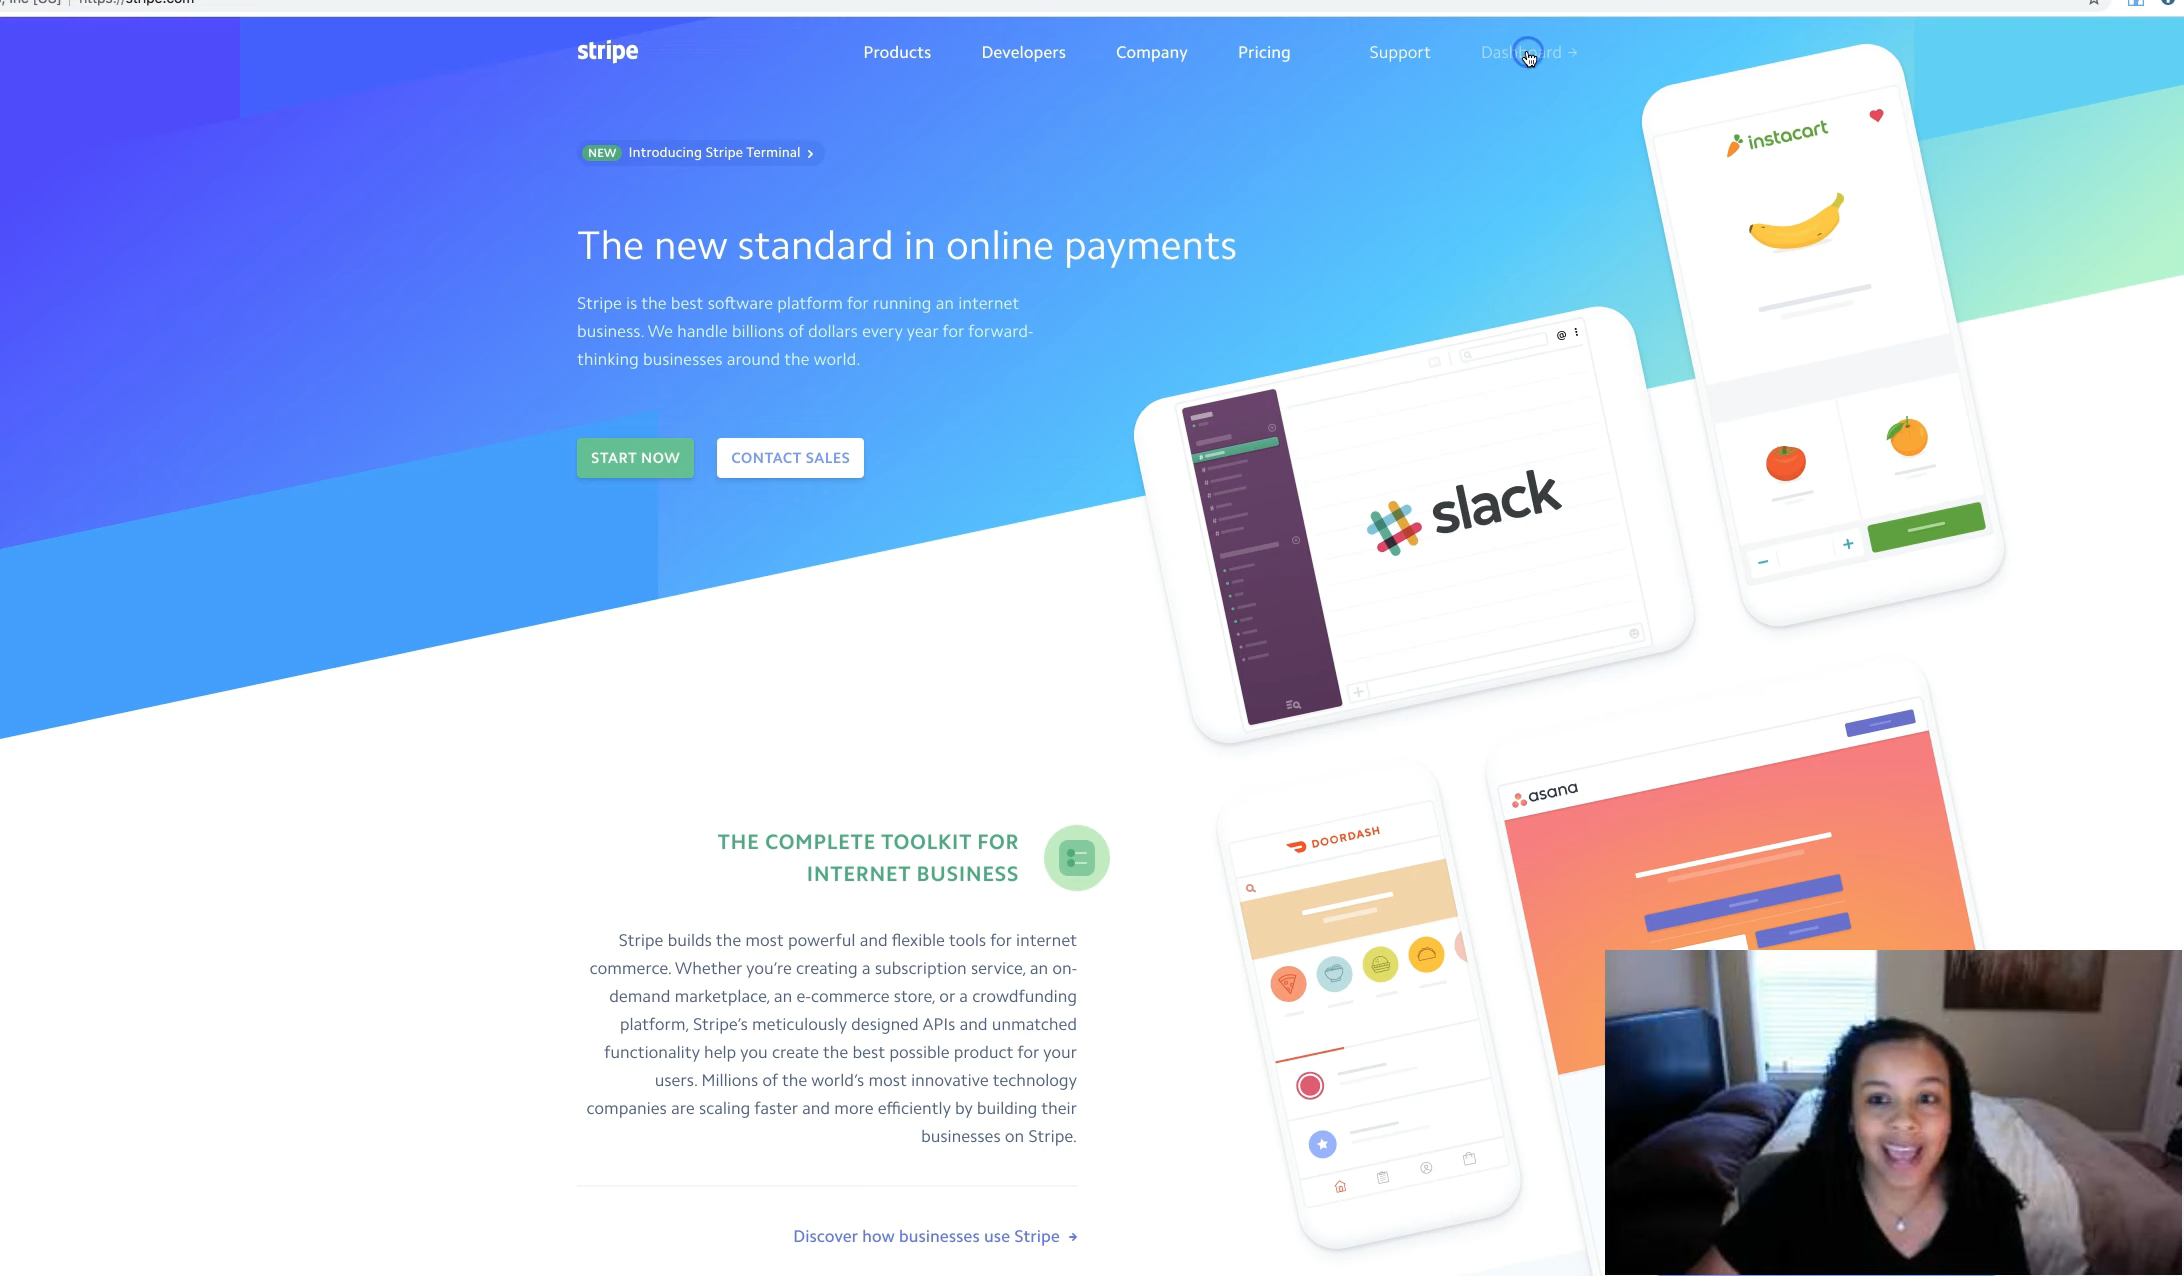 https://stripe.com
stripe
Products
Developers
Company
Pricing
Support
Dashboard →
NEW Introducing Stripe Terminal
The new standard in online payments
Stripe is the best software platform for running an internet
business. We handle billions of dollars every year for forward-
thinking businesses around the world.
START NOW
CONTACT SALES
instacart
slack
THE COMPLETE TOOLKIT FOR
INTERNET BUSINESS
Stripe builds the most powerful and flexible tools for internet
commerce. Whether you’re creating a subscription service, an on-
demand marketplace, an e-commerce store, or a crowdfunding
platform, Stripe’s meticulously designed APIs and unmatched
functionality help you create the best possible product for your
users. Millions of the world’s most innovative technology
companies are scaling faster and more efficiently by building their
businesses on Stripe.
Discover how businesses use Stripe →
DOORDASH
asana